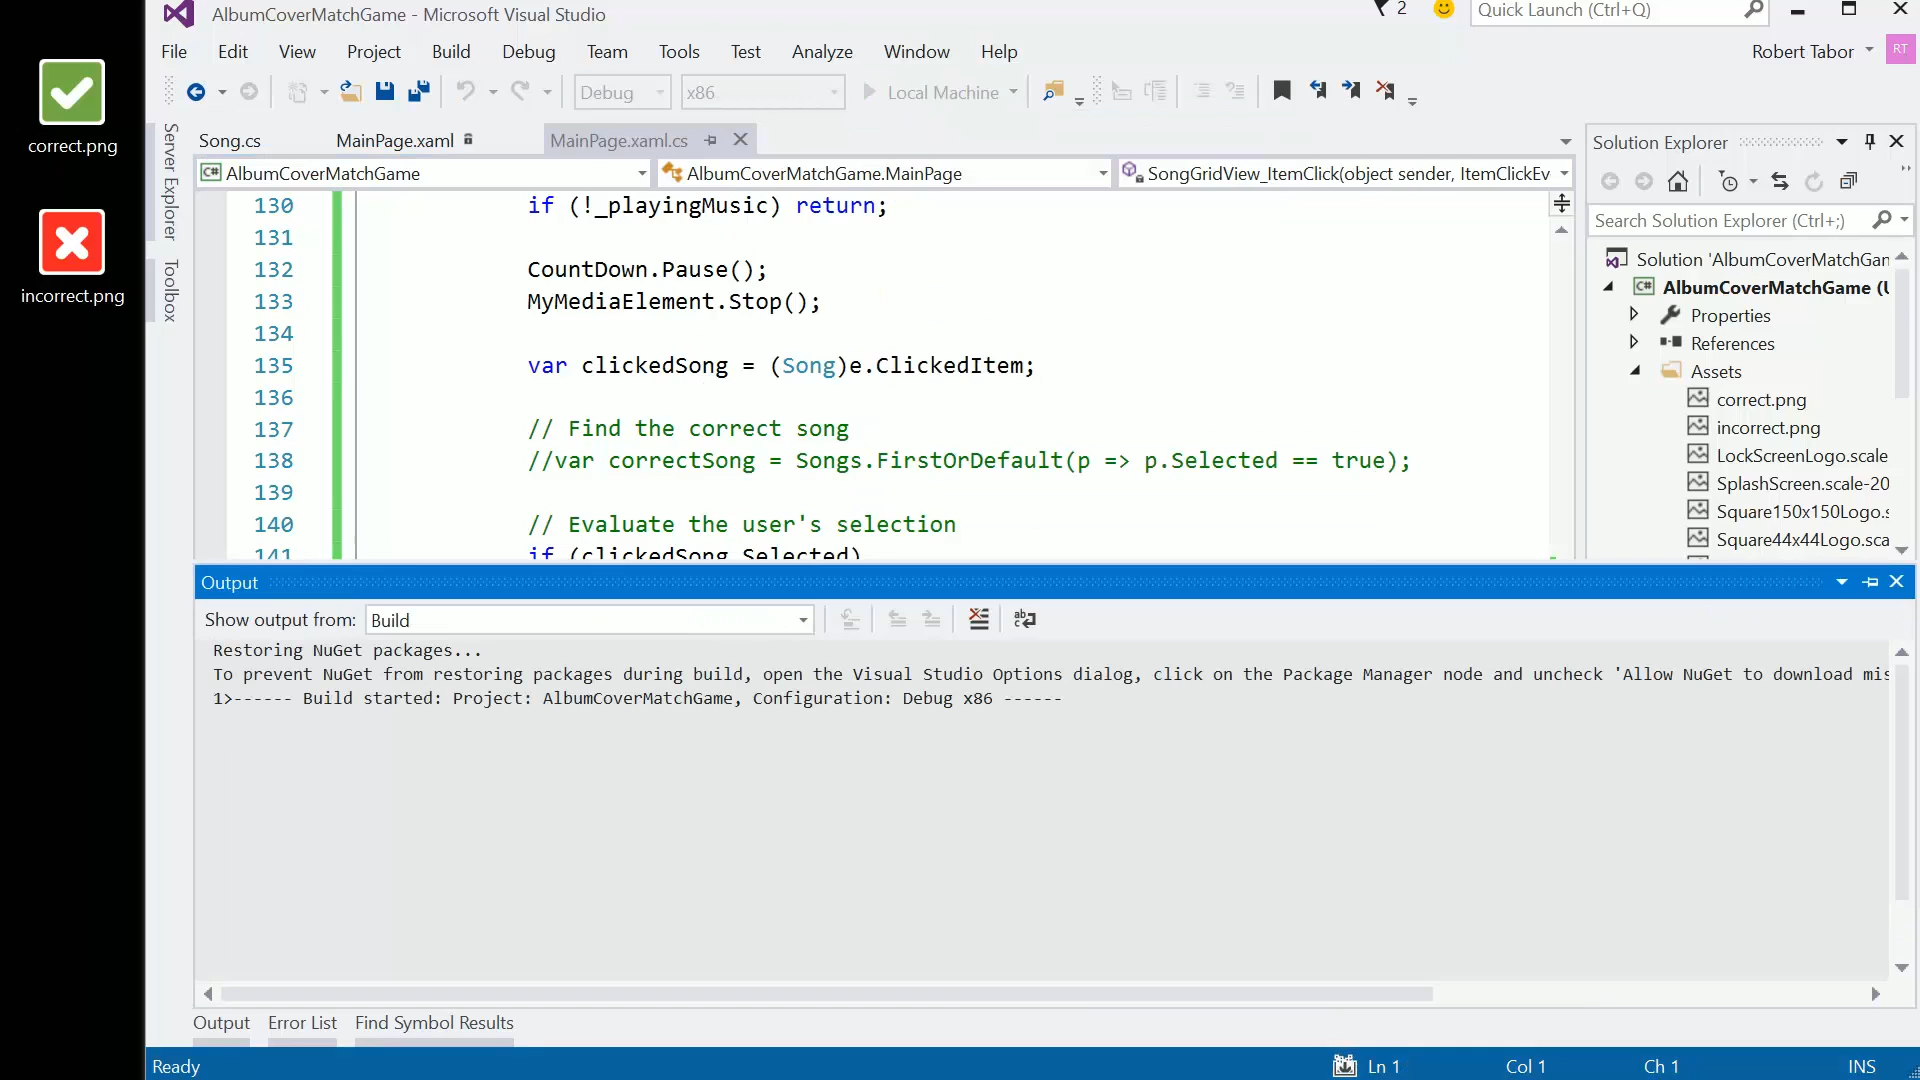 correct.png
incorrect.png
AlbumCoverMatchGame - Microsoft Visual Studio
2
Quick Launch (Ctrl+Q)
File Edit View Project Build Debug Team Tools Test Analyze Window Help
Robert Tabor
RT
Debug
x86
Local Machine
Server Explorer
Toolbox
Song.cs
MainPage.xaml
MainPage.xaml.cs
AlbumCoverMatchGame
AlbumCoverMatchGame.MainPage
SongGridView_ItemClick(object sender, ItemClickEv
130 if (!_playingMusic) return;
131
132 CountDown.Pause();
133 MyMediaElement.Stop();
134
135 var clickedSong = (Song)e.ClickedItem;
136
137 // Find the correct song
138 //var correctSong = Songs.FirstOrDefault(p => p.Selected == true);
139
140 // Evaluate the user's selection
141 if (clickedSong.Selected)
Solution Explorer
Search Solution Explorer (Ctrl+;)
Solution 'AlbumCoverMatchGam
AlbumCoverMatchGame (U
Properties
References
Assets
correct.png
incorrect.png
LockScreenLogo.scale
SplashScreen.scale-20
Square150x150Logo.s
Square44x44Logo.sca
Output
Show output from: Build
Restoring NuGet packages...
To prevent NuGet from restoring packages during build, open the Visual Studio Options dialog, click on the Package Manager node and uncheck 'Allow NuGet to download mis
1>------ Build started: Project: AlbumCoverMatchGame, Configuration: Debug x86 ------
Output Error List Find Symbol Results
Ready
Ln 1
Col 1
Ch 1
INS